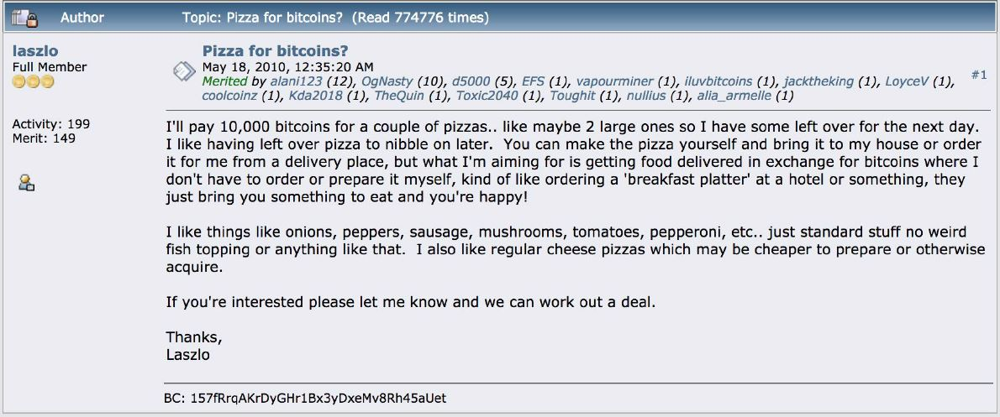 Author Topic: Pizza for bitcoins? (Read 774776 times)
laszlo
Full Member
Activity: 199
Merit: 149
Pizza for bitcoins?
May 18, 2010, 12:35:20 AM
Merited by alani123 (12), OgNasty (10), d5000 (5), EFS (1), vapourminer (1), iluvbitcoins (1), jacktheking (1), LoyceV (1),
coolcoinz (1), Kda2018 (1), TheQuin (1), Toxic2040 (1), Toughit (1), nullius (1), alia_armelle (1)
#1
I'll pay 10,000 bitcoins for a couple of pizzas.. like maybe 2 large ones so I have some left over for the next day.
I like having left over pizza to nibble on later. You can make the pizza yourself and bring it to my house or order
it for me from a delivery place, but what I'm aiming for is getting food delivered in exchange for bitcoins where I
don't have to order or prepare it myself, kind of like ordering a 'breakfast platter' at a hotel or something, they
just bring you something to eat and you're happy!
I like things like onions, peppers, sausage, mushrooms, tomatoes, pepperoni, etc.. just standard stuff no weird
fish topping or anything like that. I also like regular cheese pizzas which may be cheaper to prepare or otherwise
acquire.
If you're interested please let me know and we can work out a deal.
Thanks,
Laszlo
BC: 157fRrqAKrDyGHr1Bx3yDxeMv8Rh45aUet